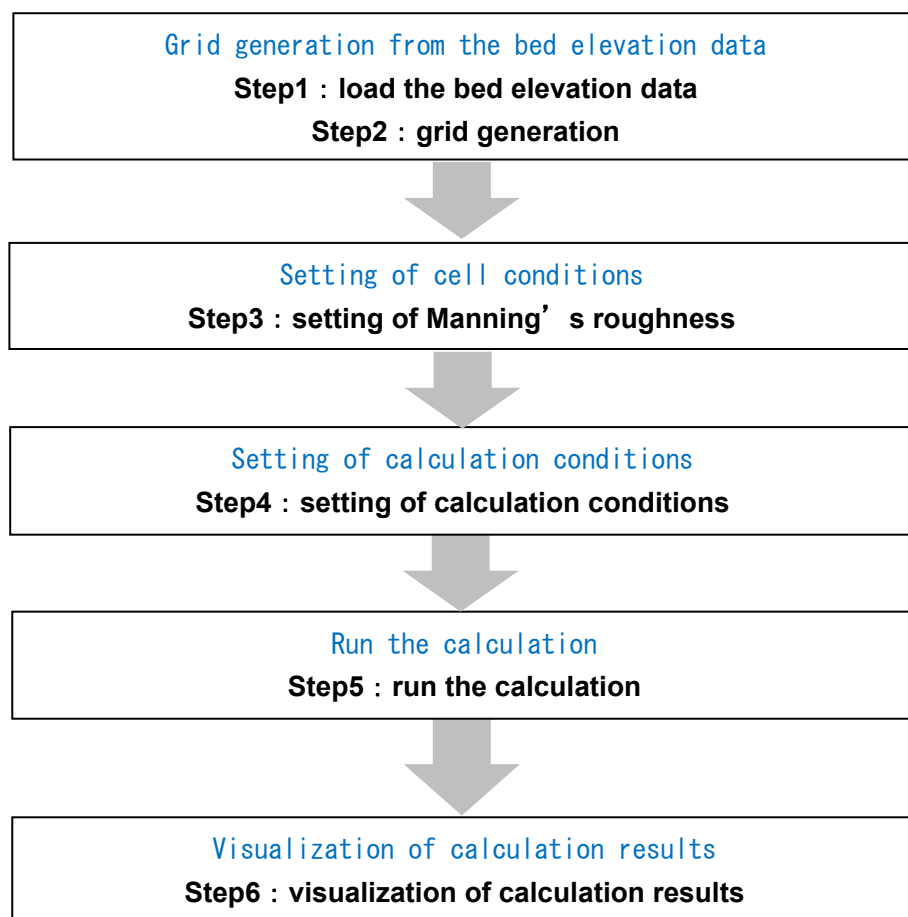 Grid generation from the bed elevation data
Step1：load the bed elevation data
Step2：grid generation
Setting of cell conditions
Step3：setting of Manning’s roughness
Setting of calculation conditions
Step4：setting of calculation conditions
Run the calculation
Step5：run the calculation
Visualization of calculation results
Step6：visualization of calculation results